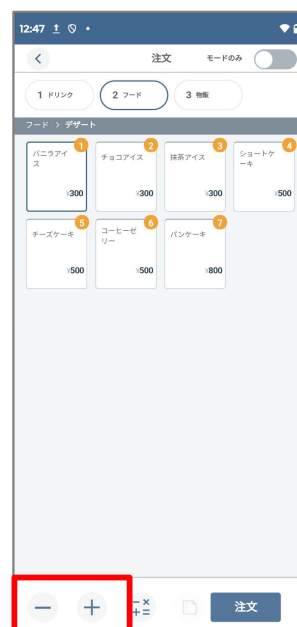 12:47
注文
モードのみ
1 ドリンク
2 フード
3 物販
フード > デザート
1
バニラアイ
ス
¥300
2
チョコアイス
¥300
3
抹茶アイス
¥300
4
ショートケ
ーキ
¥500
5
チーズケーキ
¥500
6
コーヒーゼ
リー
¥500
7
パンケーキ
¥800
注文